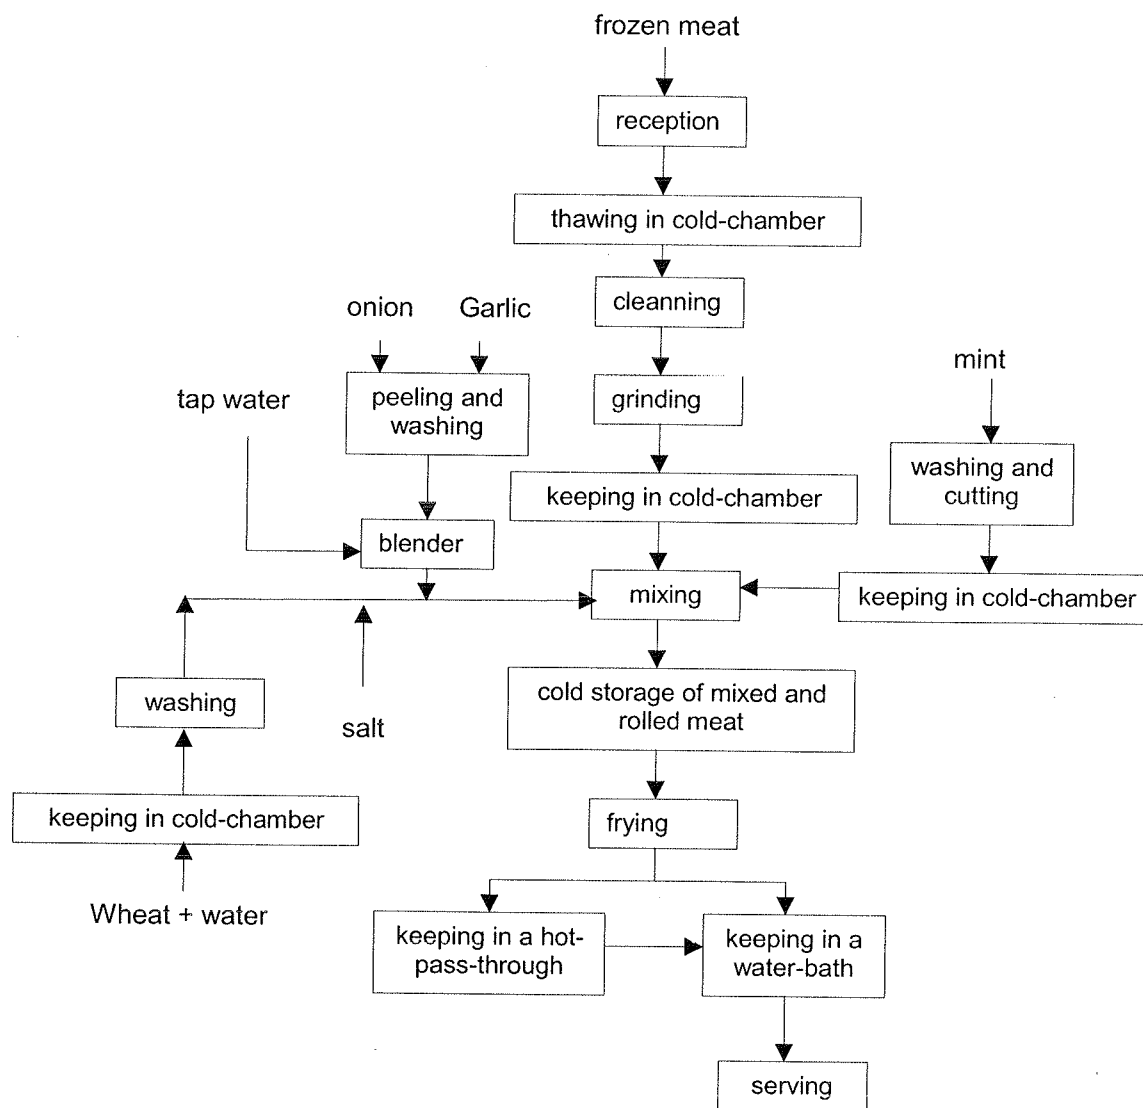 frozen meat
reception
thawing in cold-chamber
cleanning
onion
Garlic
mint
grinding
peeling and
washing
tap water
washing and
cutting
keeping in cold-chamber
blender
mixing
keeping in cold-chamber
washing
cold storage of mixed and
rolled meat
salt
keeping in cold-chamber
frying
Wheat + water
keeping in a hot-
pass-through
keeping in a
water-bath
serving